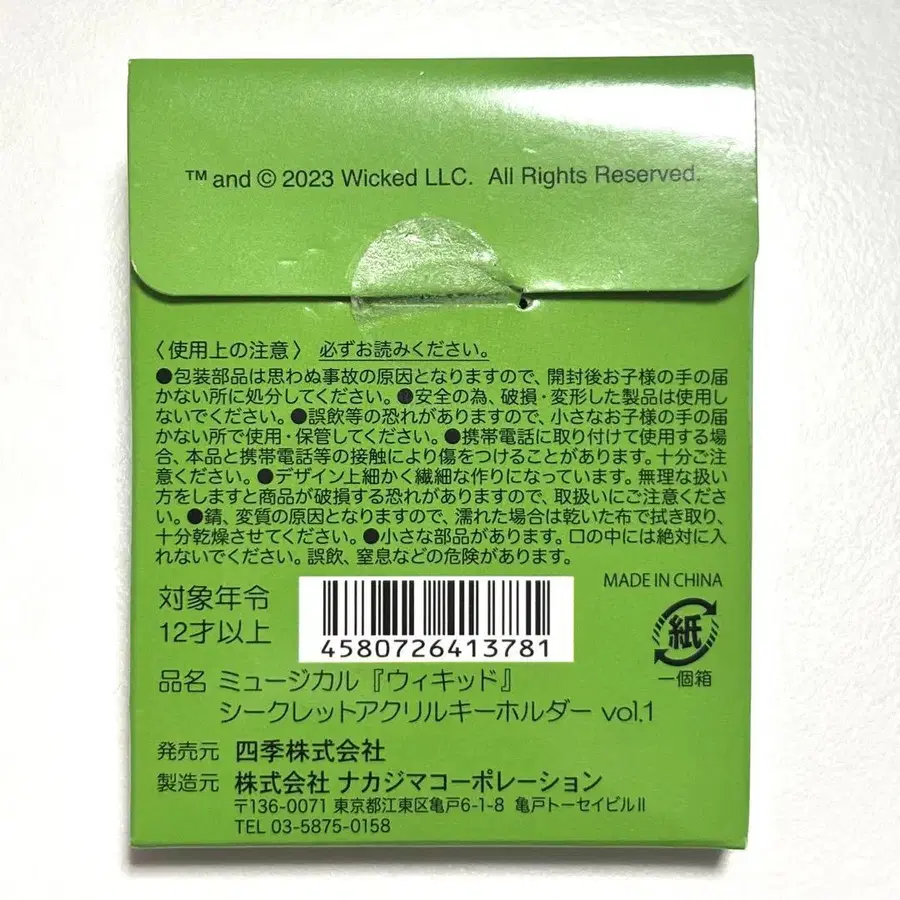 ™ and © 2023 Wicked LLC. All Rights Reserved.
〈使用上の注意〉 必ずお読みください。
●包装部品は思わぬ事故の原因となりますので、開封後お子様の手の届
かない所に処分してください。●安全の為、破損・変形した製品は使用し
ないでください。●誤飲等の恐れがありますので、小さなお子様の手の届
かない所で使用・保管してください。●携帯電話に取り付けて使用する場
合、本品と携帯電話等の接触により傷をつけることがあります。十分ご注
意ください。●デザイン上細かく繊細な作りになっています。無理な扱い
方をしますと商品が破損する恐れがありますので、取扱いにご注意くださ
い。●錆、変質の原因となりますので、濡れた場合は乾いた布で拭き取り、
十分乾燥させてください。●小さな部品があります。口の中には絶対に入
れないでください。誤飲、窒息などの危険があります。
MADE IN CHINA
対象年令
12才以上
4580726413781
紙
一個箱
品名 ミュージカル『ウィキッド』
シークレットアクリルキーホルダー vol.1
発売元 四季株式会社
製造元 株式会社 ナカジマコーポレーション
〒136-0071 東京都江東区亀戸6-1-8 亀戸トーセイビルⅡ
TEL 03-5875-0158